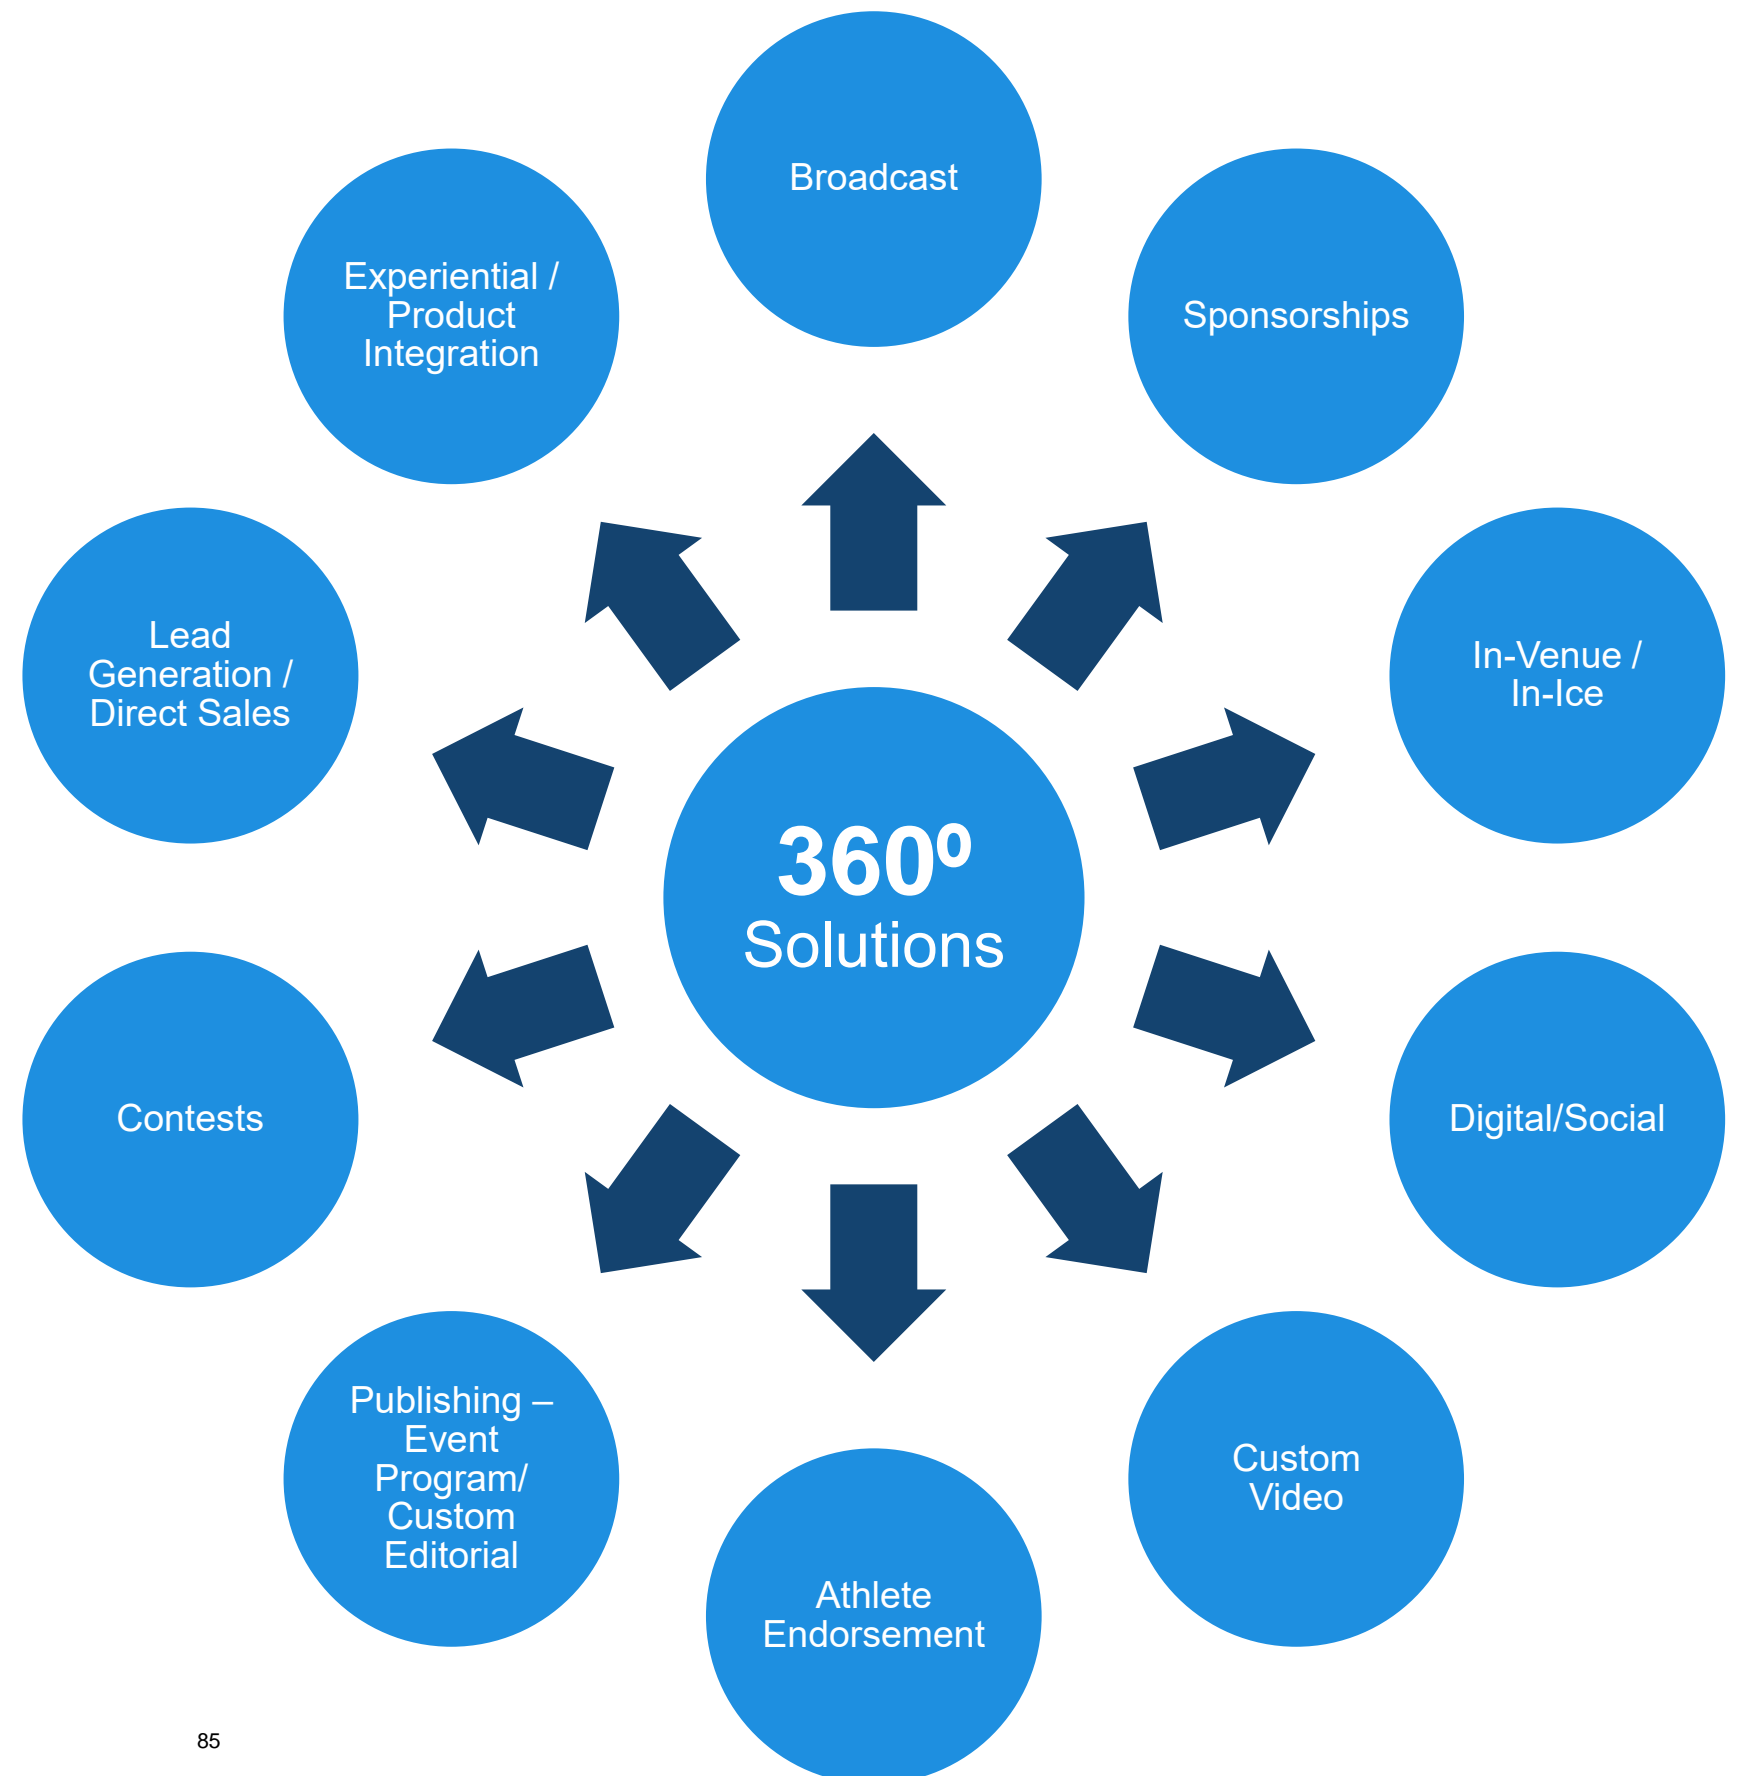 Broadcast
Experiential /
Product
Integration
Sponsorships
Lead
Generation /
Direct Sales
In-Venue /
In-Ice
360º
Solutions
Contests
Digital/Social
Publishing –
Event
Program/
Custom
Editorial
Custom
Video
Athlete
Endorsement
85